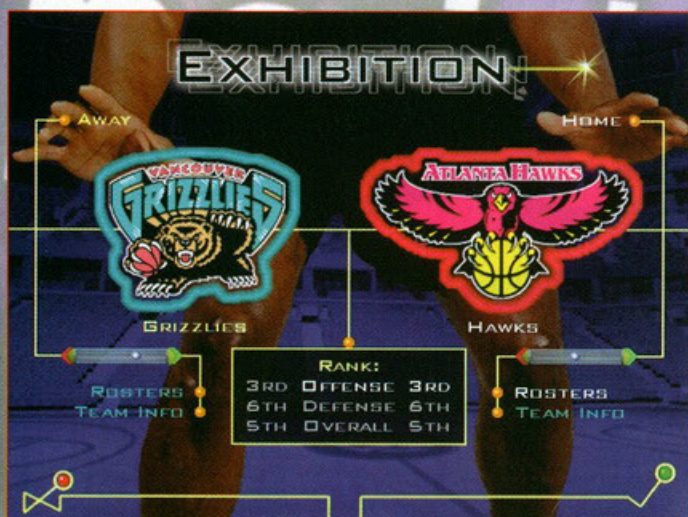 EXHIBITION
AWAY
HOME
VANCOUVER
GRIZZLIES
ATLANTA HAWKS
GRIZZLIES
HAWKS
RANK:
3RD OFFENSE 3RD
6TH DEFENSE 6TH
5TH OVERALL 5TH
ROSTERS
TEAM INFO
ROSTERS
TEAM INFO